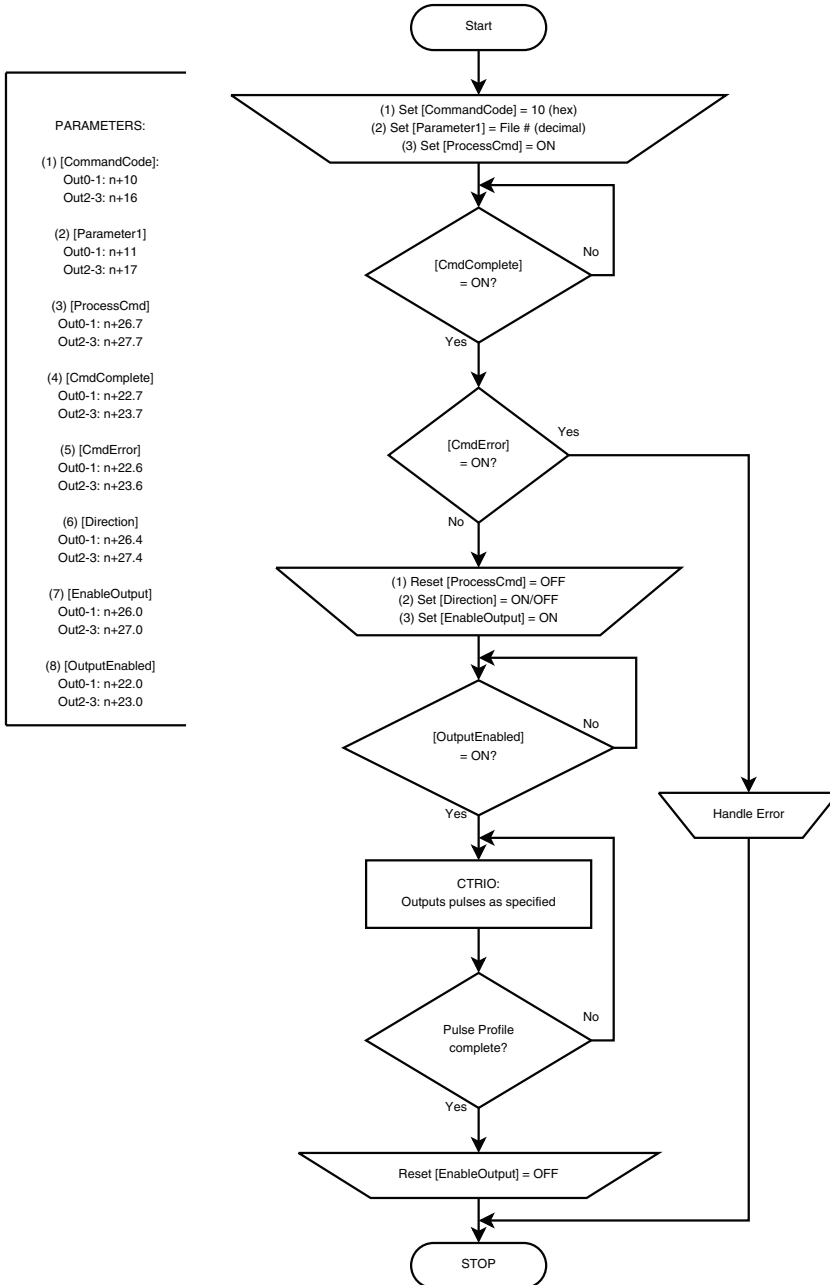 Start
PARAMETERS:
(1) [CommandCode]:
Out0-1: n+10
Out2-3: n+16
(2) [Parameter1]
Out0-1: n+11
Out2-3: n+17
(3) [ProcessCmd]
Out0-1: n+26.7
Out2-3: n+27.7
(4) [CmdComplete]
Out0-1: n+22.7
Out2-3: n+23.7
(5) [CmdError]
Out0-1: n+22.6
Out2-3: n+23.6
(6) [Direction]
Out0-1: n+26.4
Out2-3: n+27.4
(7) [EnableOutput]
Out0-1: n+26.0
Out2-3: n+27.0
(8) [OutputEnabled]
Out0-1: n+22.0
Out2-3: n+23.0
(1) Set [CommandCode] = 10 (hex)
(2) Set [Parameter1] = File # (decimal)
(3) Set [ProcessCmd] = ON
[CmdComplete]
= ON?
No
Yes
[CmdError]
= ON?
Yes
No
(1) Reset [ProcessCmd] = OFF
(2) Set [Direction] = ON/OFF
(3) Set [EnableOutput] = ON
[OutputEnabled]
= ON?
No
Yes
Handle Error
CTRIO:
Outputs pulses as specified
Pulse Profile
complete?
No
Yes
Reset [EnableOutput] = OFF
STOP